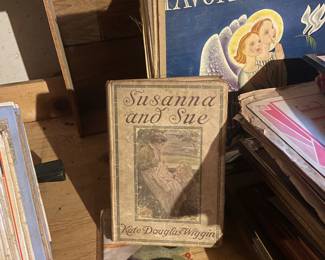 Susanna
and Sue
Kate Douglas Wiggin